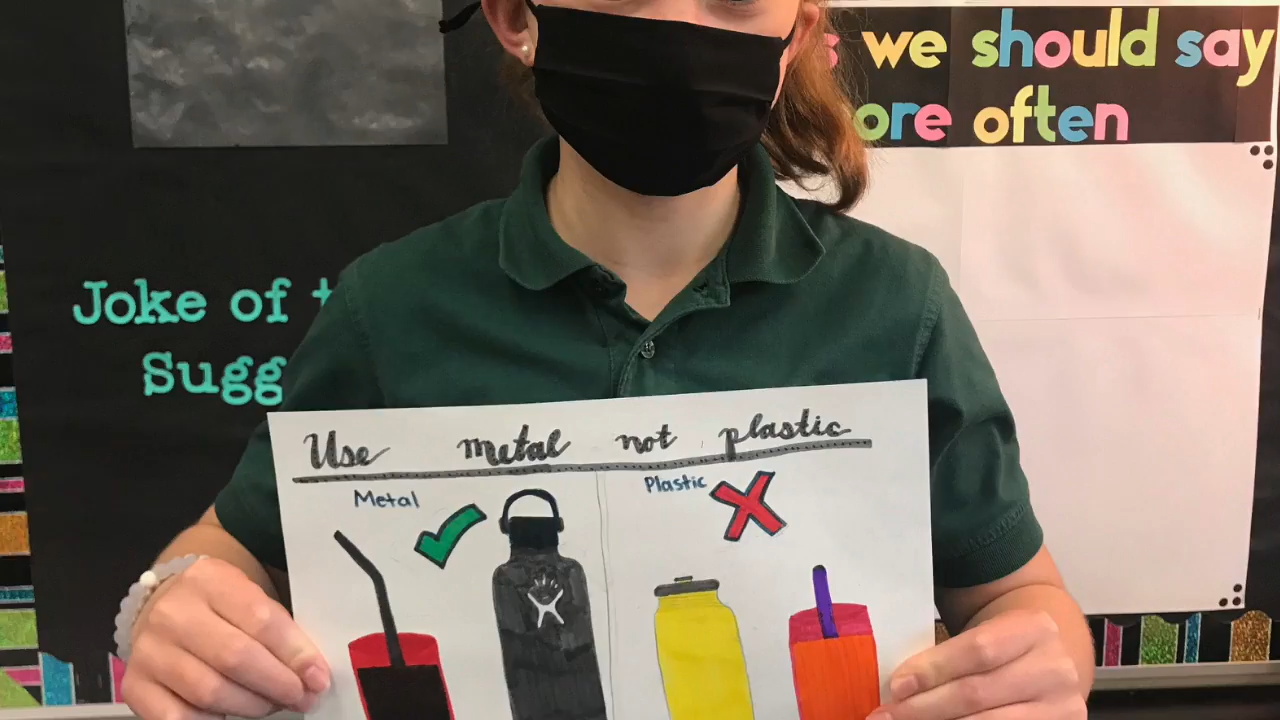 we should say
ore often
Joke of
Sugg
Use metal not plastic
Metal
Plastic